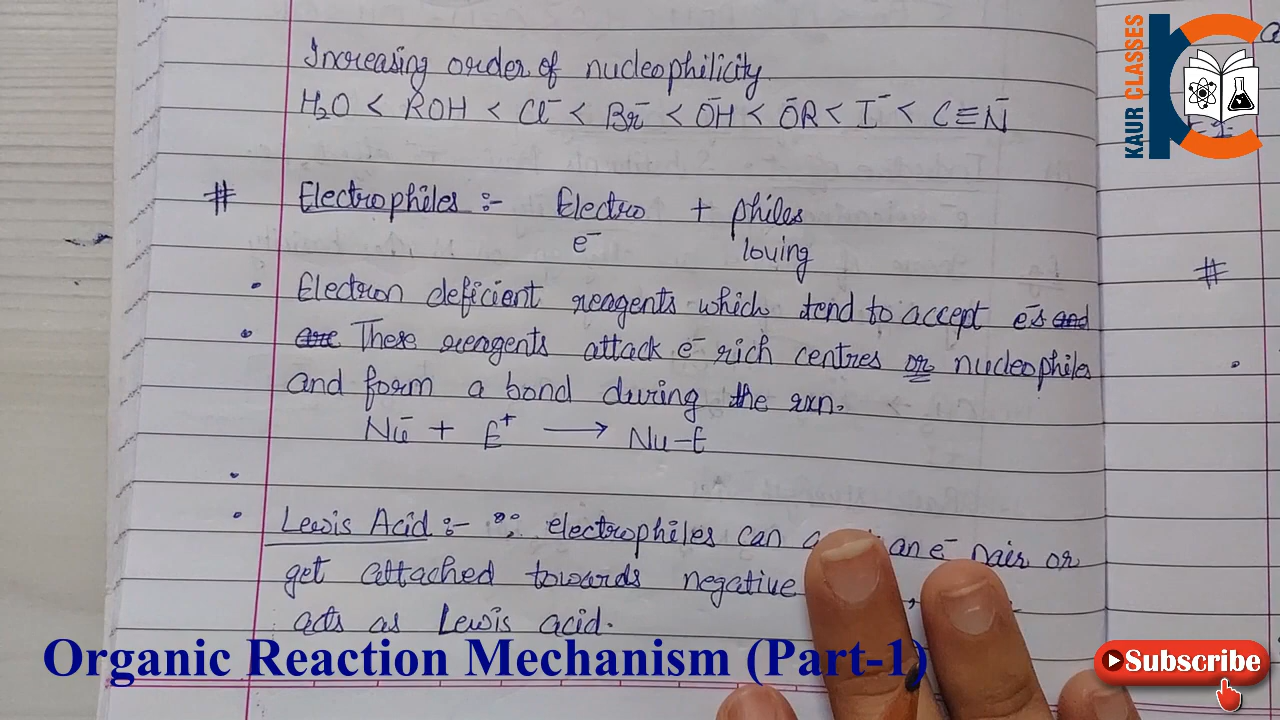 Increasing order of nucleophilicity
H₂O < ROH < Cl⁻ < Br⁻ < ŌH < ŌR < I⁻ < C≡N⁻
KAUR CLASSES
# Electrophiles :- Electro + philes
e⁻ loving
#
• Electron deficient reagents which tend to accept e⁻s and
• are These reagents attack e⁻ rich centres or nucleophiles
and form a bond during the rxn.
Nu⁻ + E⁺ → Nu–E
• Lewis Acid :- ∵ electrophiles can an e⁻ pair or
get attached towards negative
acts as Lewis acid.
Organic Reaction Mechanism (Part-1)
Subscribe